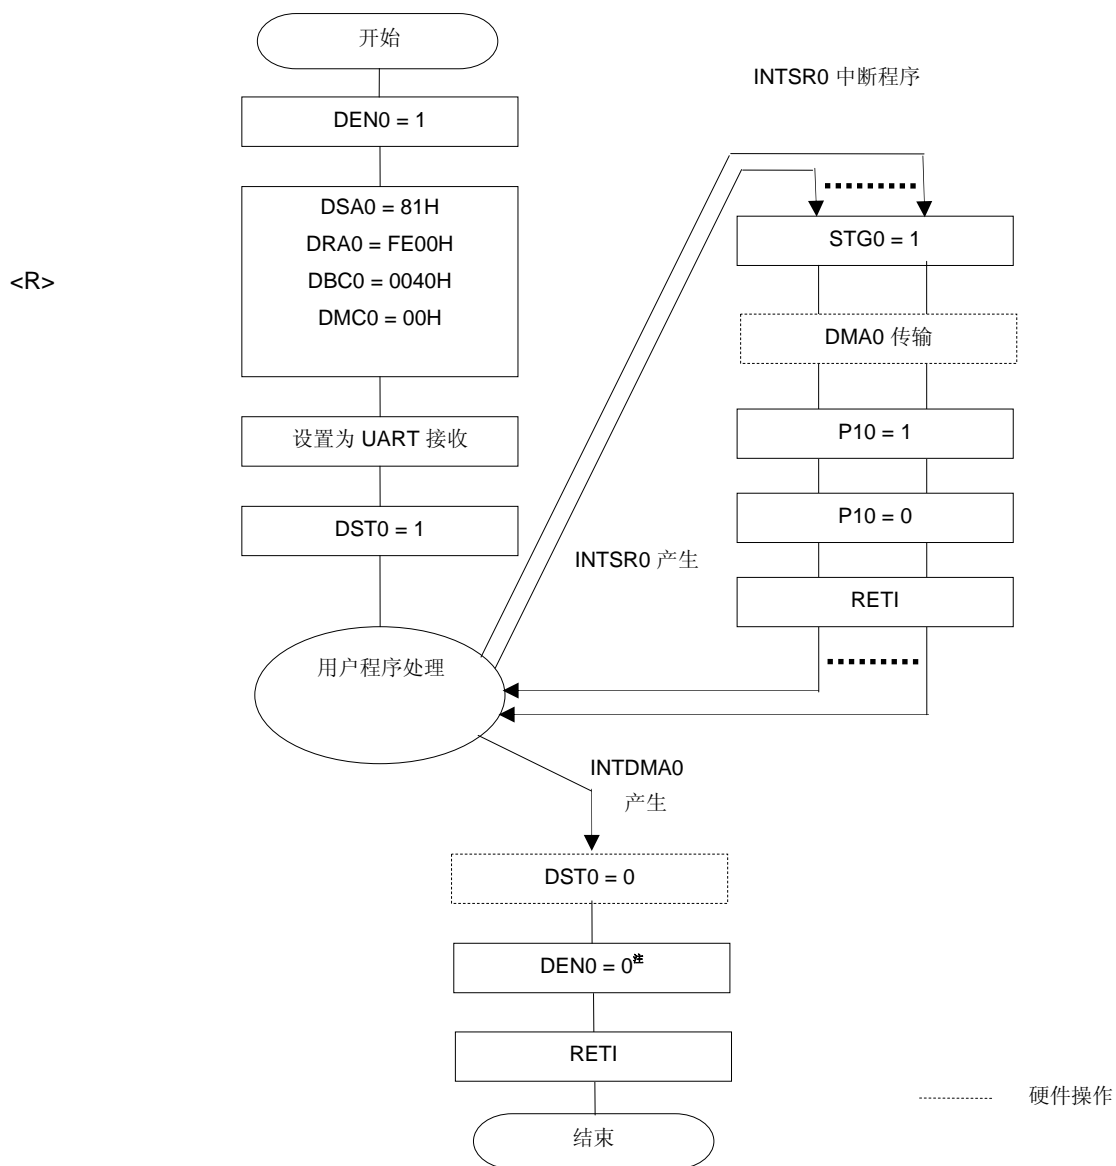 开始
DEN0 = 1
<R>
DSA0 = 81H
DRA0 = FE00H
DBC0 = 0040H
DMC0 = 00H
设置为 UART 接收
DST0 = 1
用户程序处理
INTSR0 中断程序
STG0 = 1
DMA0 传输
P10 = 1
P10 = 0
RETI
INTSR0 产生
INTDMA0
产生
DST0 = 0
DEN0 = 0注
RETI
结束
硬件操作